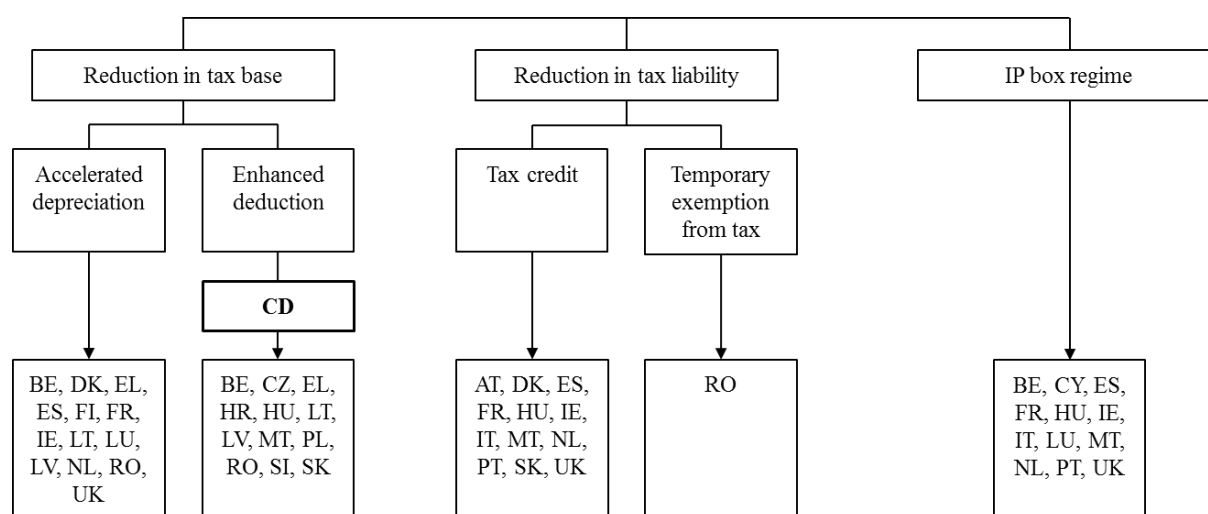 Reduction in tax base
Reduction in tax liability
IP box regime
Accelerated
depreciation
Enhanced
deduction
Tax credit
Temporary
exemption
from tax
CD
BE, DK, EL,
ES, FI, FR,
IE, LT, LU,
LV, NL, RO,
UK
BE, CZ, EL,
HR, HU, LT,
LV, MT, PL,
RO, SI, SK
AT, DK, ES,
FR, HU, IE,
IT, MT, NL,
PT, SK, UK
RO
BE, CY, ES,
FR, HU, IE,
IT, LU, MT,
NL, PT, UK